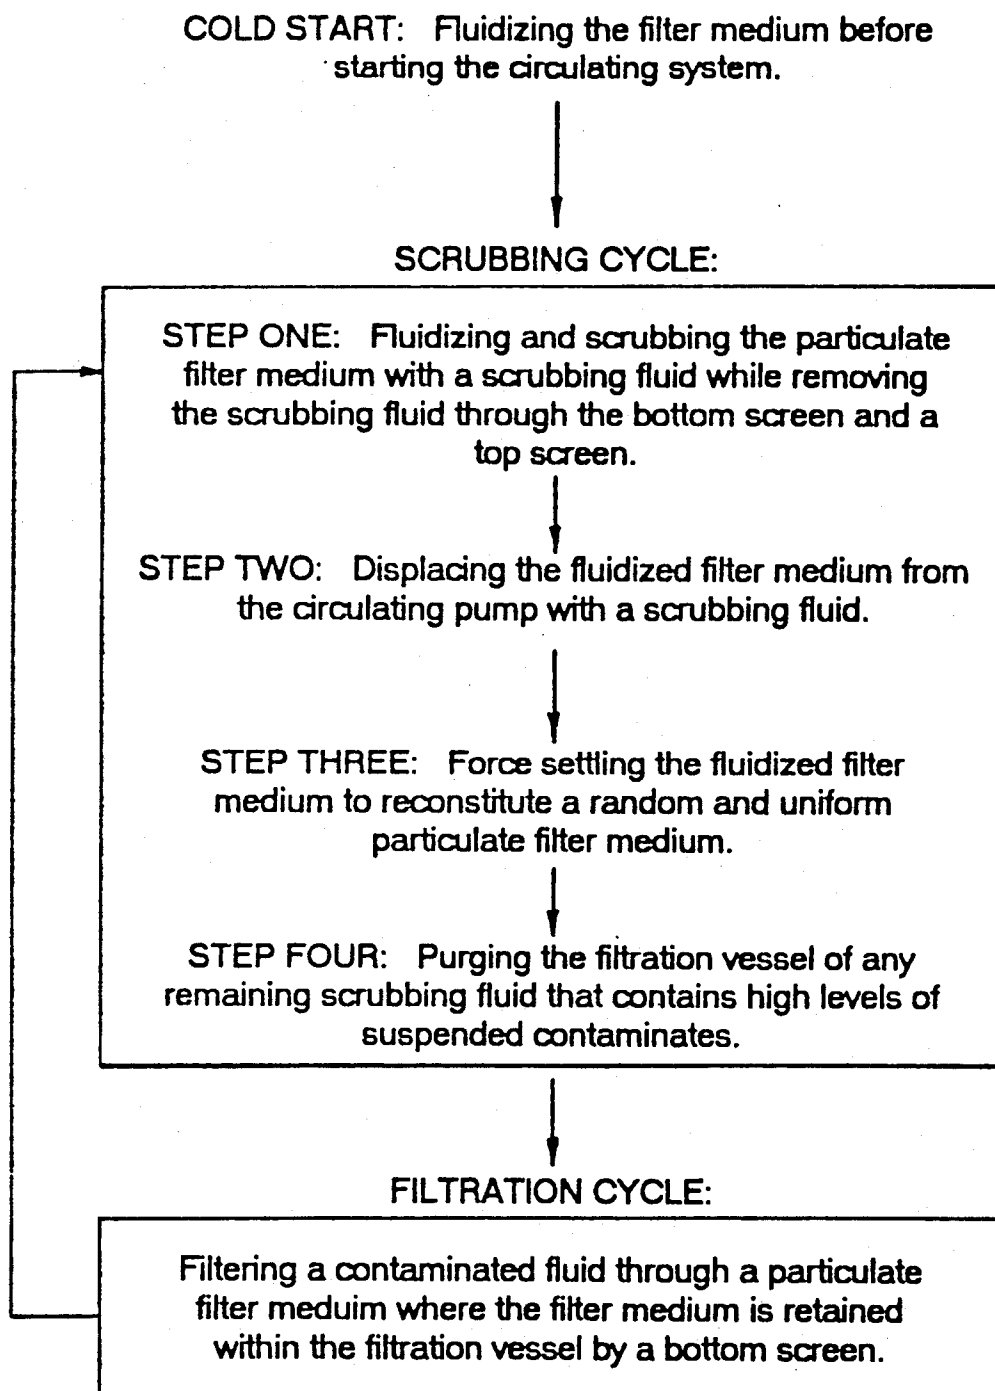 COLD START: Fluidizing the filter medium before
starting the circulating system.
SCRUBBING CYCLE:
STEP ONE: Fluidizing and scrubbing the particulate
filter medium with a scrubbing fluid while removing
the scrubbing fluid through the bottom screen and a
top screen.
STEP TWO: Displacing the fluidized filter medium from
the circulating pump with a scrubbing fluid.
STEP THREE: Force settling the fluidized filter
medium to reconstitute a random and uniform
particulate filter medium.
STEP FOUR: Purging the filtration vessel of any
remaining scrubbing fluid that contains high levels of
suspended contaminates.
FILTRATION CYCLE:
Filtering a contaminated fluid through a particulate
filter meduim where the filter medium is retained
within the filtration vessel by a bottom screen.